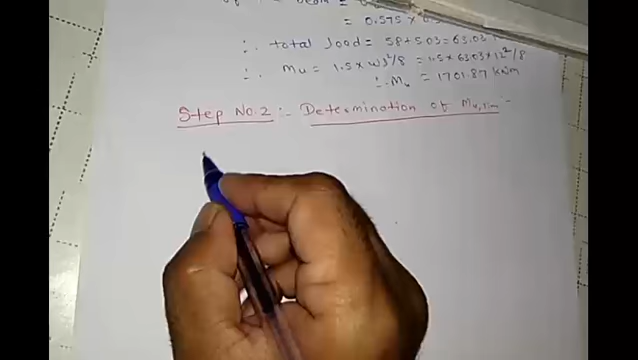 = 0.575 x
∴ total load = 58+5.03 = 63.03
∴ Mu = 1.5 x wl²/8 = 1.5 x 63.03 x 12²/8
∴ Mu = 1701.87 kNm
Step No.2 :- Determination of Mu,lim :-